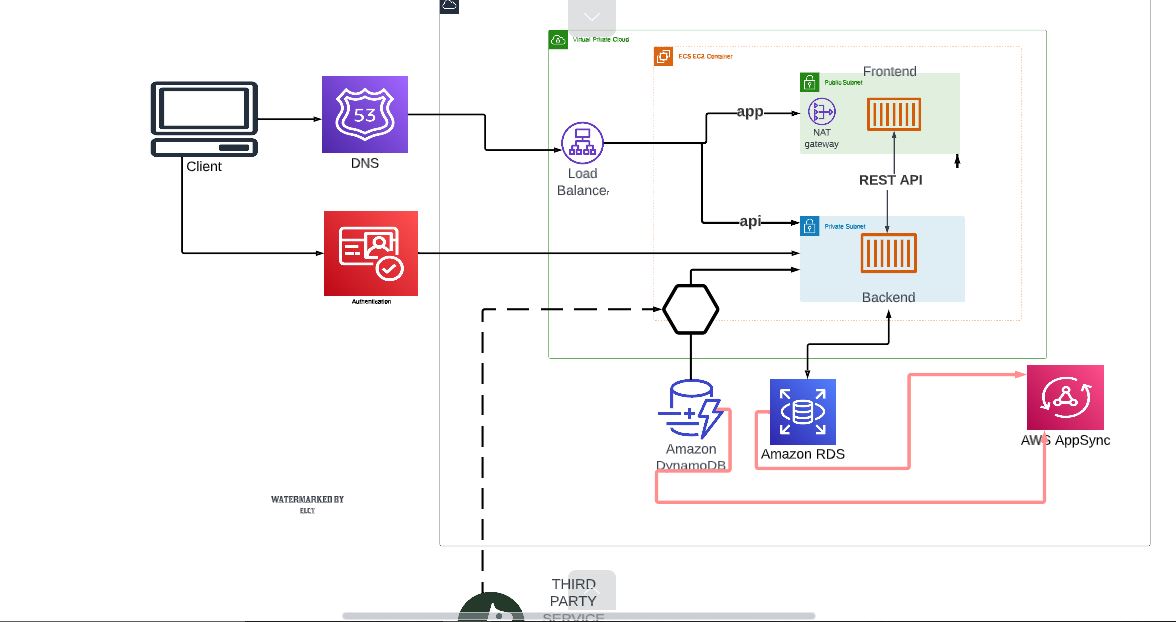 Virtual Private Cloud
ECS EC2 Container
Frontend
Public Subnet
NAT
gateway
app
53
DNS
Client
Load
Balancer
REST API
api
Private Subnet
Backend
Authentication
Amazon
DynamoDB
Amazon RDS
AWS AppSync
WATERMARKED BY
ELCY
THIRD
PARTY
SERVICE